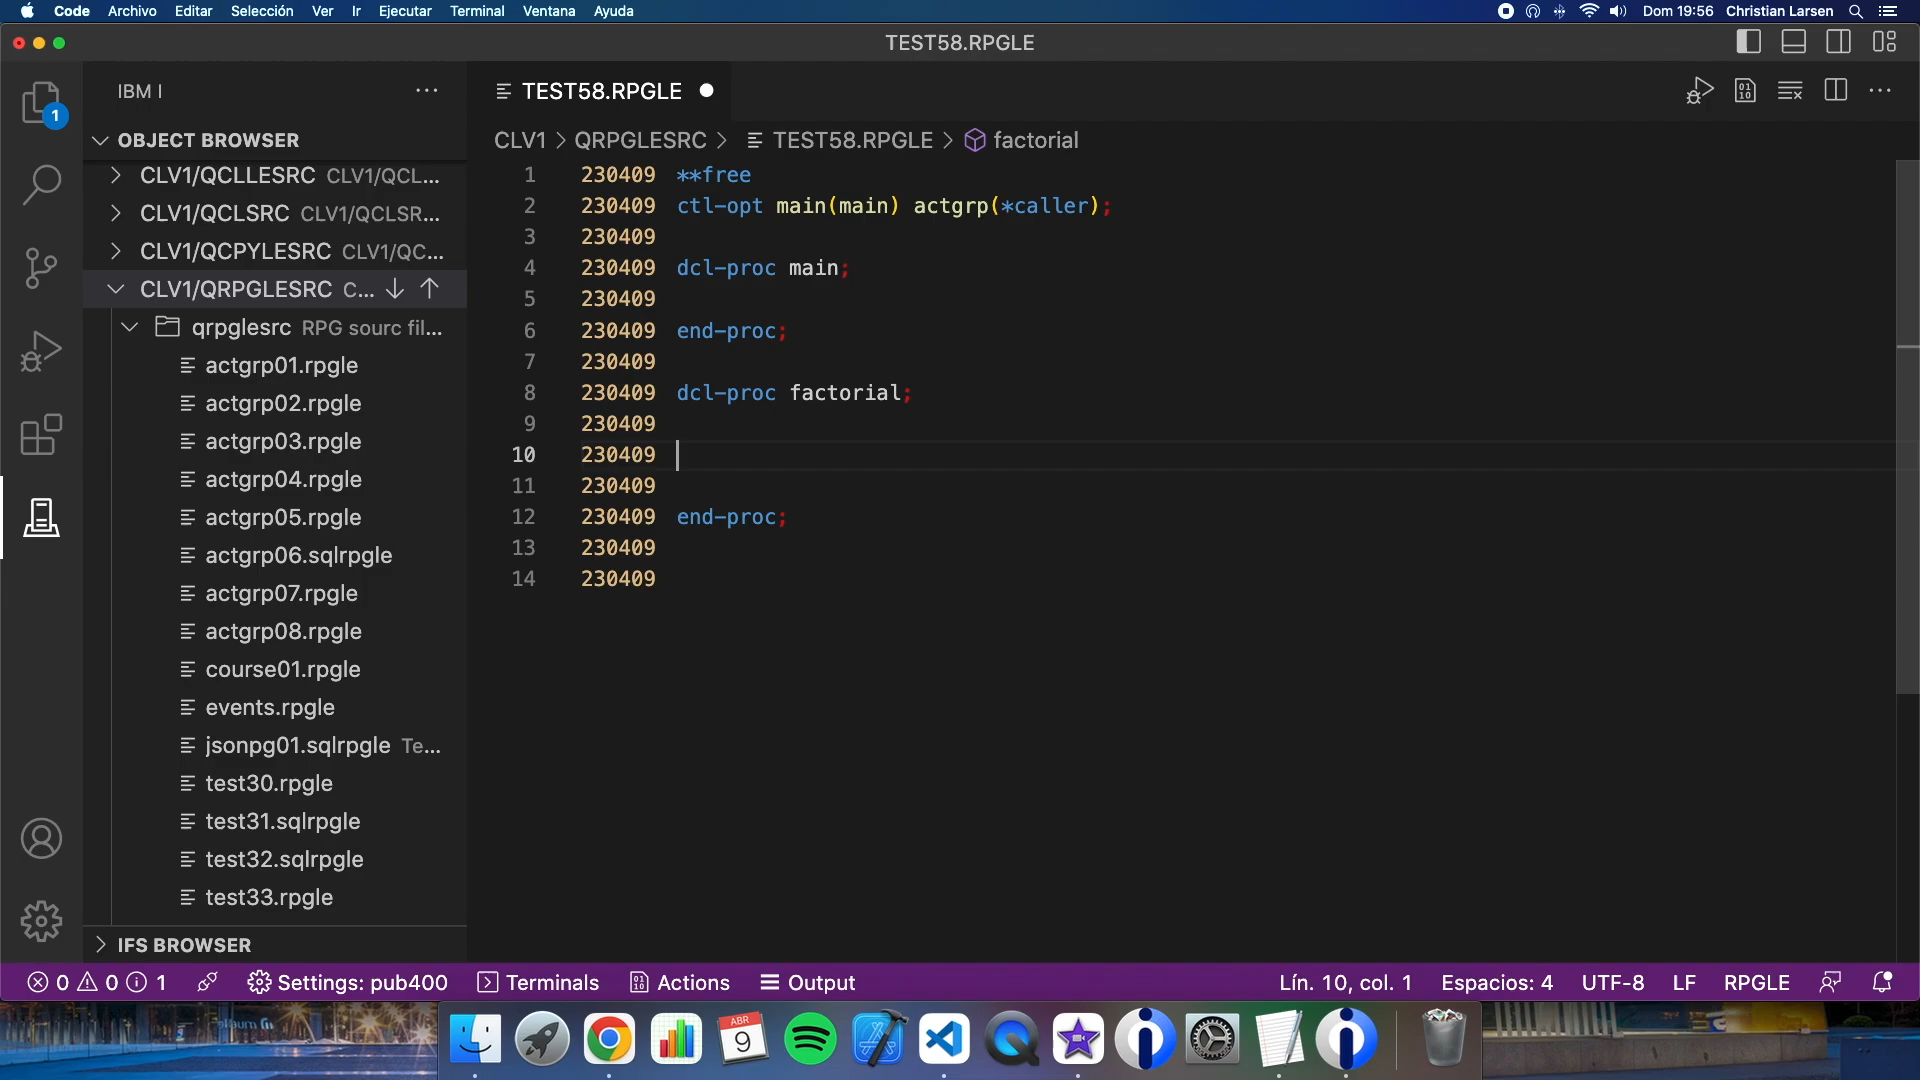 Code Archivo Editar Selección Ver Ir Ejecutar Terminal Ventana Ayuda Dom 19:56 Christian Larsen
TEST58.RPGLE
1
IBM I
OBJECT BROWSER
CLV1/QCLLESRC CLV1/QCL...
CLV1/QCLSRC CLV1/QCLSR...
CLV1/QCPYLESRC CLV1/QC...
CLV1/QRPGLESRC C...
qrpglesrc RPG sourc fil...
actgrp01.rpgle
actgrp02.rpgle
actgrp03.rpgle
actgrp04.rpgle
actgrp05.rpgle
actgrp06.sqlrpgle
actgrp07.rpgle
actgrp08.rpgle
course01.rpgle
events.rpgle
jsonpg01.sqlrpgle Te...
test30.rpgle
test31.sqlrpgle
test32.sqlrpgle
test33.rpgle
IFS BROWSER
TEST58.RPGLE
CLV1 > QRPGLESRC > TEST58.RPGLE > factorial
1 230409 **free
2 230409 ctl-opt main(main) actgrp(*caller);
3 230409
4 230409 dcl-proc main;
5 230409
6 230409 end-proc;
7 230409
8 230409 dcl-proc factorial;
9 230409
10 230409
11 230409
12 230409 end-proc;
13 230409
14 230409
0 0 1 Settings: pub400 Terminals Actions Output Lín. 10, col. 1 Espacios: 4 UTF-8 LF RPGLE
ABR
9